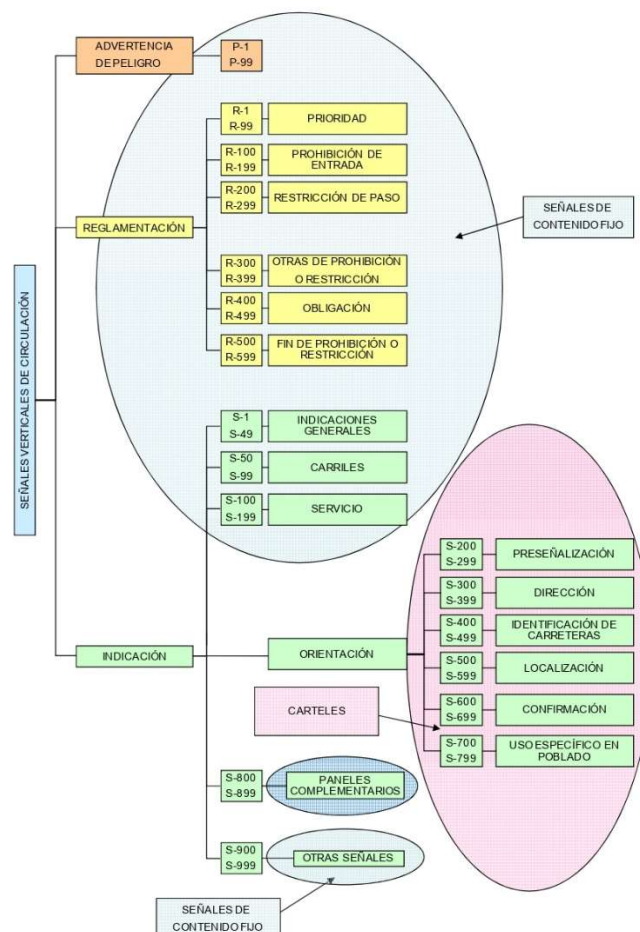 ADVERTENCIA
DE PELIGRO
P-1
P-99
R-1
R-99
PRIORIDAD
R-100
R-199
PROHIBICIÓN DE
ENTRADA
R-200
R-299
RESTRICCIÓN DE PASO
SEÑALES DE
CONTENIDO FIJO
REGLAMENTACIÓN
R-300
R-399
OTRAS DE PROHIBICIÓN
O RESTRICCIÓN
R-400
R-499
OBLIGACIÓN
R-500
R-599
FIN DE PROHIBICIÓN O
RESTRICCIÓN
SEÑALES VERTICALES DE CIRCULACIÓN
S-1
S-49
INDICACIONES
GENERALES
S-50
S-99
CARRILES
S-100
S-199
SERVICIO
S-200
S-299
PRESEÑALIZACIÓN
S-300
S-399
DIRECCIÓN
S-400
S-499
IDENTIFICACIÓN DE
CARRETERAS
INDICACIÓN
ORIENTACIÓN
S-500
S-599
LOCALIZACIÓN
S-600
S-699
CONFIRMACIÓN
CARTELES
S-700
S-799
USO ESPECÍFICO EN
POBLADO
S-800
S-899
PANELES
COMPLEMENTARIOS
S-900
S-999
OTRAS SEÑALES
SEÑALES DE
CONTENIDO FIJO